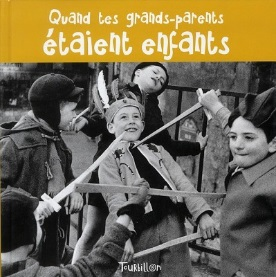 Quand tes grands-parents
étaient enfants
Tourbillon